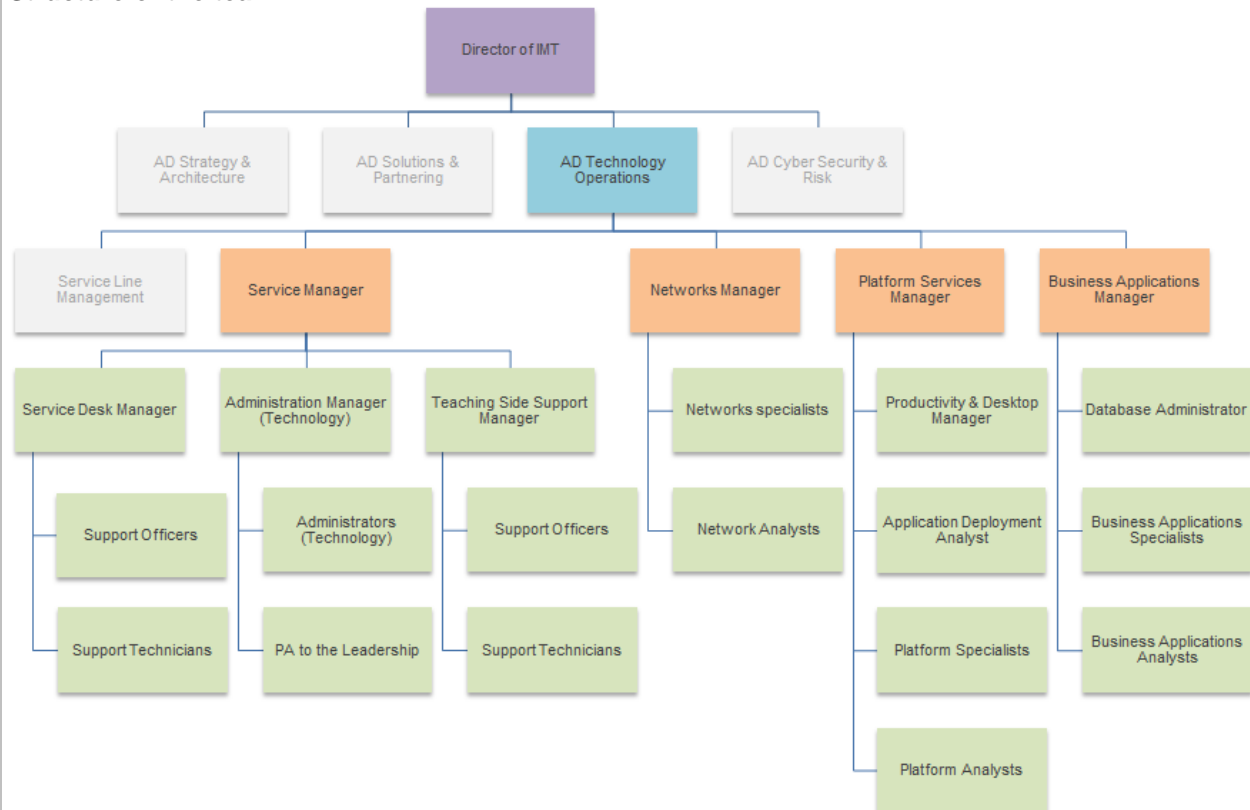 Director of IMT
AD Strategy &
Architecture
AD Solutions &
Partnering
AD Technology
Operations
AD Cyber Security &
Risk
Service Line
Management
Service Manager
Networks Manager
Platform Services
Manager
Business Applications
Manager
Service Desk Manager
Administration Manager
(Technology)
Teaching Side Support
Manager
Networks specialists
Productivity & Desktop
Manager
Database Administrator
Support Officers
Administrators
(Technology)
Support Officers
Network Analysts
Application Deployment
Analyst
Business Applications
Specialists
Support Technicians
PA to the Leadership
Support Technicians
Platform Specialists
Business Applications
Analysts
Platform Analysts